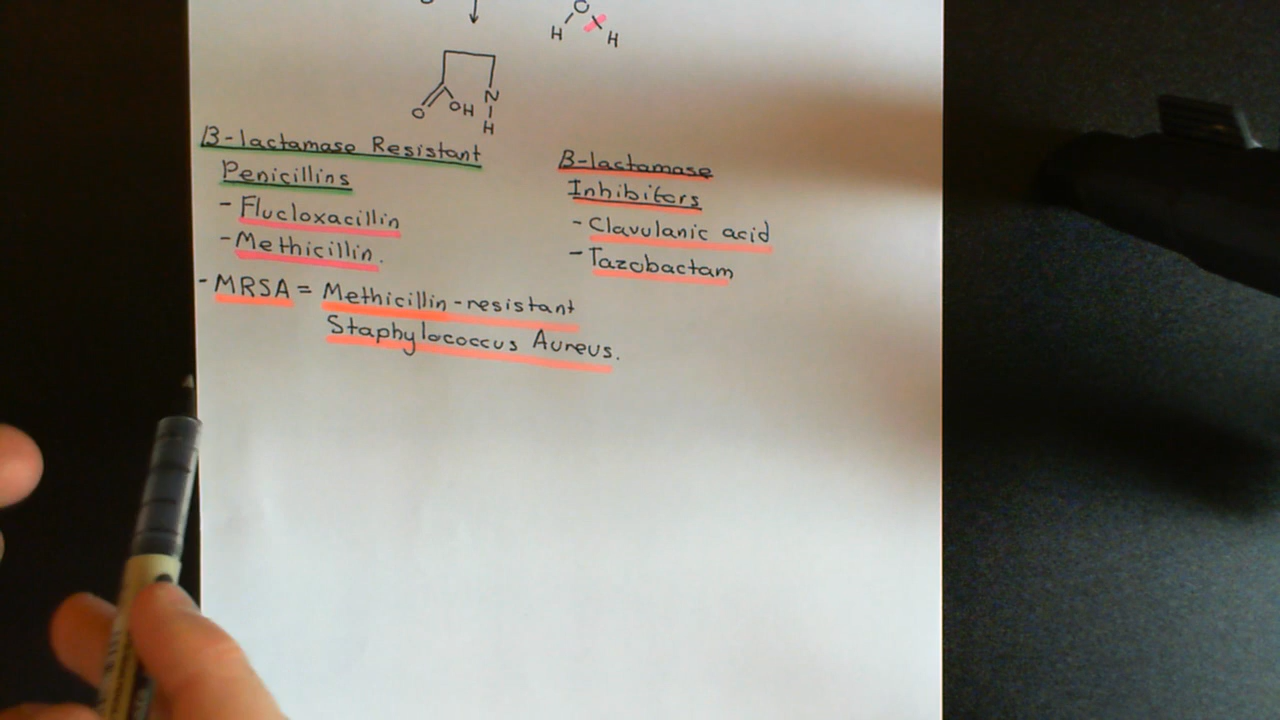 O
H
H
O
OH
N
H
β-lactamase Resistant
Penicillins
- Flucloxacillin
- Methicillin.
- MRSA = Methicillin-resistant
Staphylococcus Aureus.
β-lactamase
Inhibitors
- Clavulanic acid
- Tazobactam